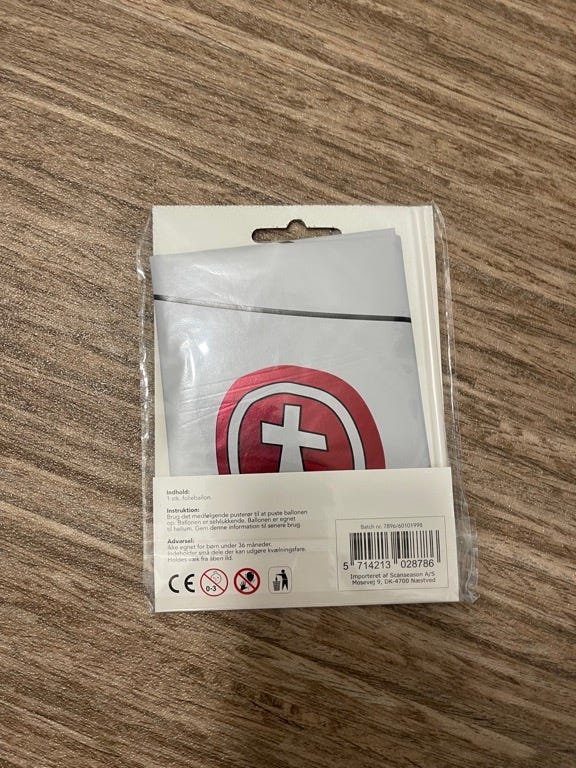 Indhold:
1 stk. folieballon.
Instruktion:
Brug det medfølgende pusterør til at puste ballonen
op. Ballonen er selvlukkende. Ballonen er egnet
til helium. Gem denne information til senere brug.
Advarsel:
Ikke egnet for børn under 36 måneder.
Indeholder små dele der kan udgøre kvælningsfare.
Holdes væk fra åben ild.
CE
0-3
Batch nr. 7896r60101998
5 714213 028786
Importeret af Scanseason A/S
Mosevej 9, DK-4700 Næstved